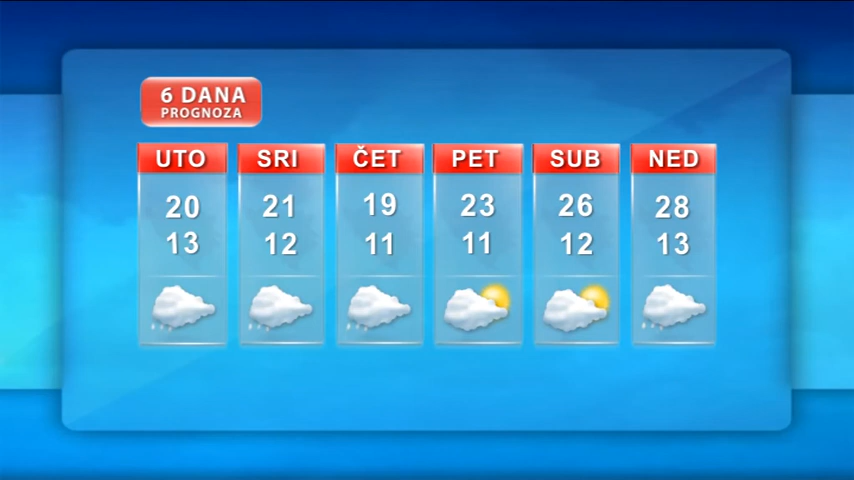 6 DANA
PROGNOZA
UTO SRI ČET PET SUB NED
20 21 19 23 26 28
13 12 11 11 12 13